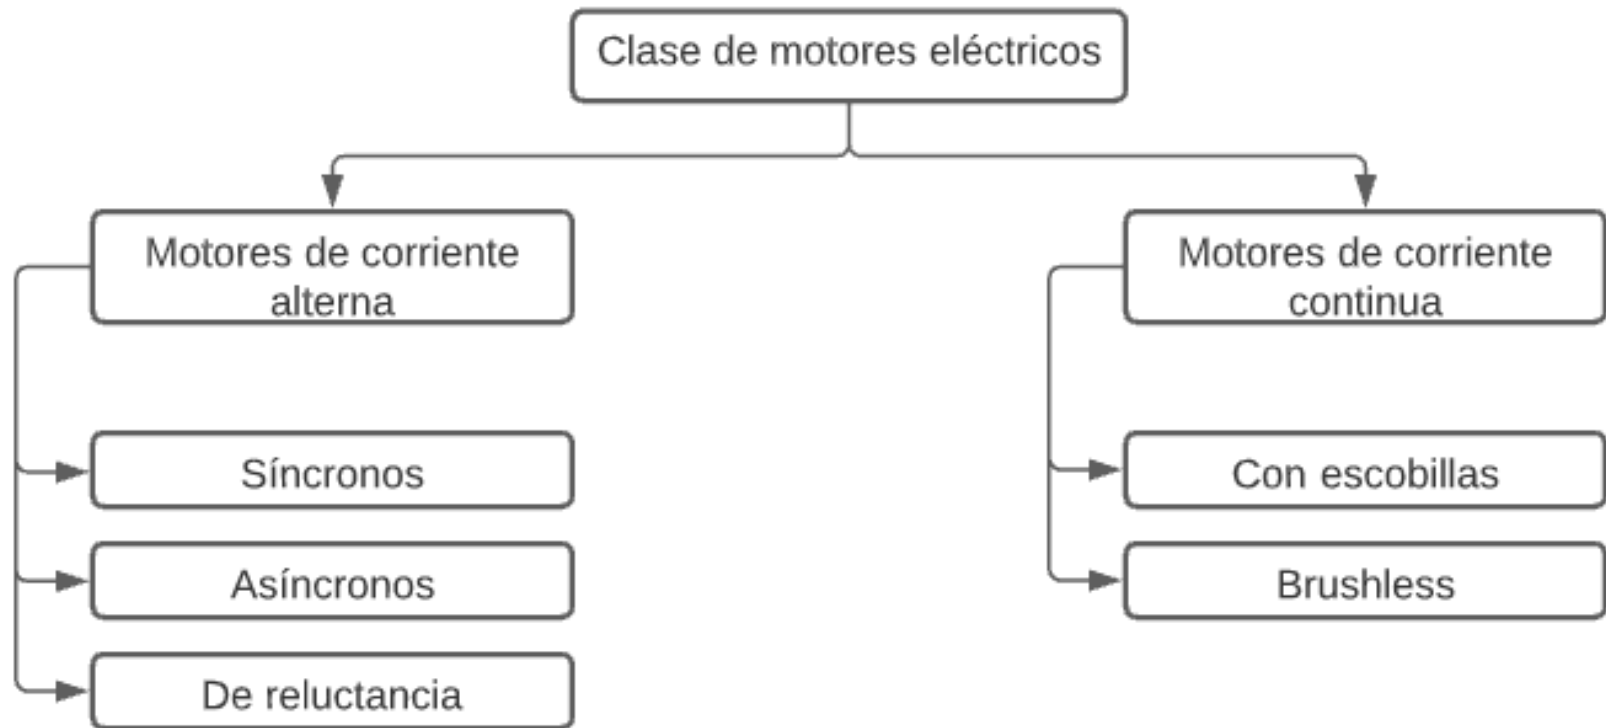 Clase de motores eléctricos
Motores de corriente
alterna
Síncronos
Asíncronos
De reluctancia
Motores de corriente
continua
Con escobillas
Brushless